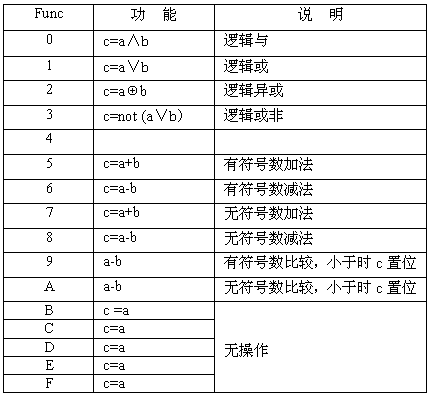 Func 功 能 说 明
0 c=a∧b 逻辑与
1 c=a∨b 逻辑或
2 c=a⊕b 逻辑异或
3 c=not (a∨b) 逻辑或非
4
5 c=a+b 有符号数加法
6 c=a-b 有符号数减法
7 c=a+b 无符号数加法
8 c=a-b 无符号数减法
9 a-b 有符号数比较，小于时 c 置位
A a-b 无符号数比较，小于时 c 置位
B c =a
C c=a
D c=a 无操作
E c=a
F c=a